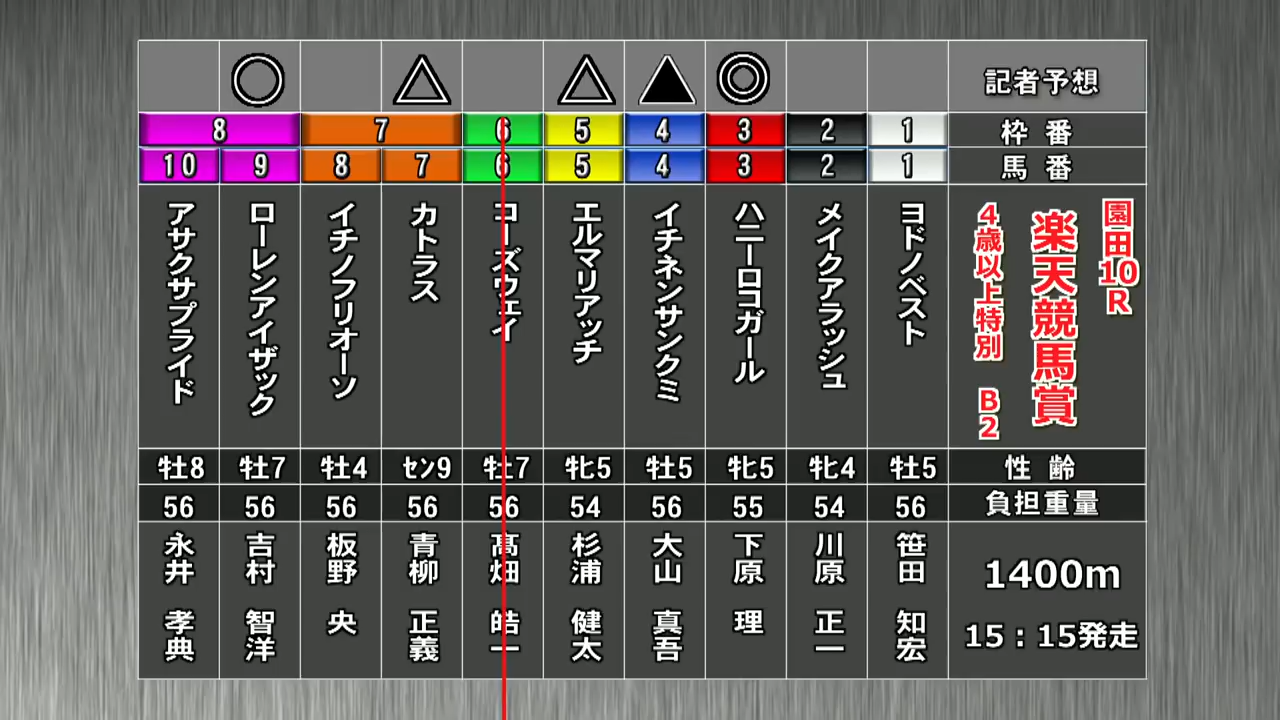 園田10R
楽天競馬賞
4歳以上特別 B2
1400m
15：15発走
記者予想 ◎ ▲ △ △ ○
枠番 1 2 3 4 5 6 7 8
馬番 1 2 3 4 5 6 7 8 9 10
ヨドノベスト
メイクアラッシュ
ハニーロコガール
イチネンサンクミ
エルマリアッチ
コーズウェイ
カトラス
イチノフリオーソ
ローレンアイザック
アサクサプライド
性齢 牡5 牝4 牝5 牡5 牝5 牡7 セン9 牡4 牡7 牡8
負担重量 56 54 55 56 54 56 56 56 56 56
笹田 知宏
川原 正一
下原 理
大山 真吾
杉浦 健太
髙畑 皓一
青柳 正義
板野 央
吉村 智洋
永井 孝典